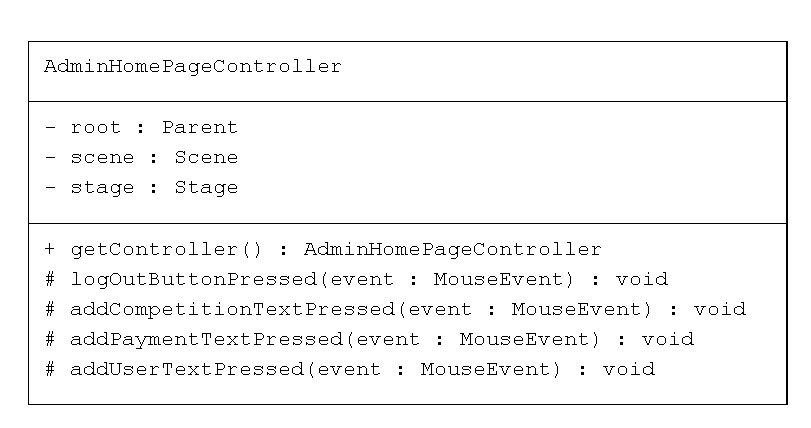 AdminHomePageController
- root : Parent
- scene : Scene
- stage : Stage
+ getController() : AdminHomePageController
# logOutButtonPressed(event : MouseEvent) : void
# addCompetitionTextPressed(event : MouseEvent) : void
# addPaymentTextPressed(event : MouseEvent) : void
# addUserTextPressed(event : MouseEvent) : void